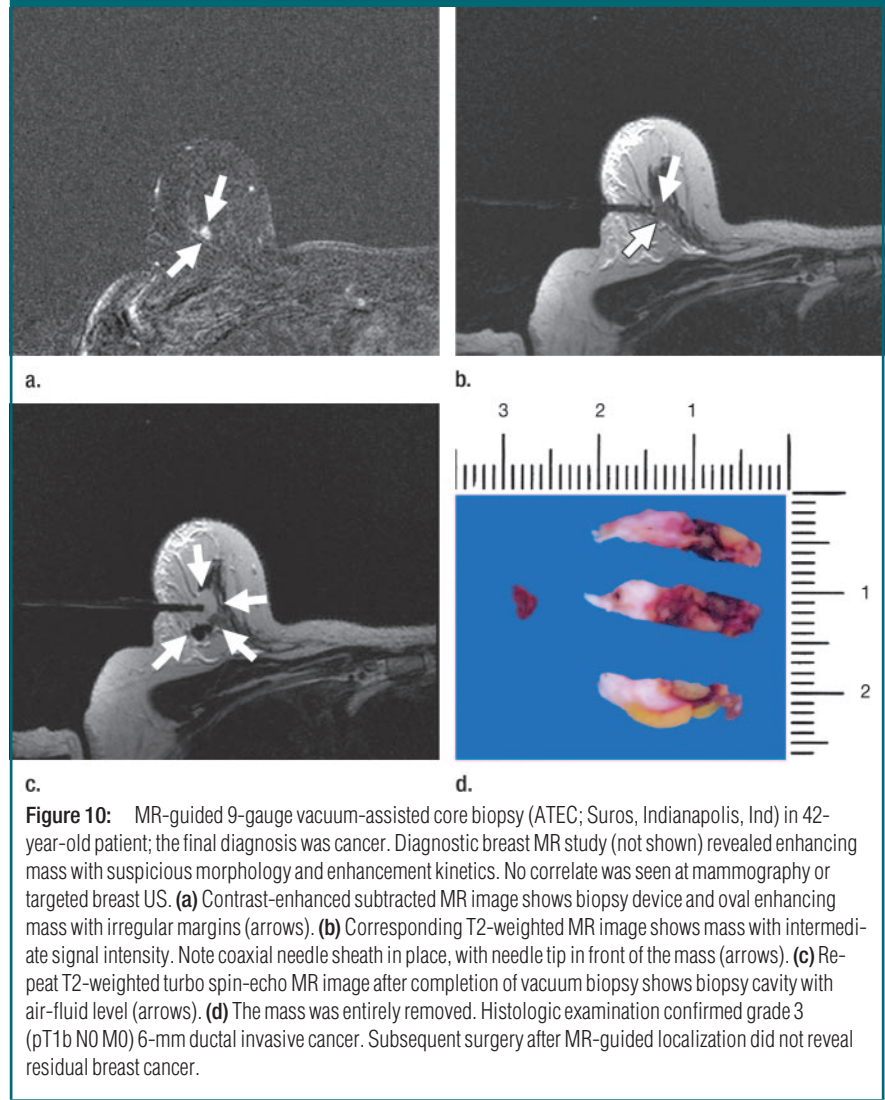 a.
b.
3 2 1
1
2
c.
d.
Figure 10: MR-guided 9-gauge vacuum-assisted core biopsy (ATEC; Suros, Indianapolis, Ind) in 42-
year-old patient; the final diagnosis was cancer. Diagnostic breast MR study (not shown) revealed enhancing
mass with suspicious morphology and enhancement kinetics. No correlate was seen at mammography or
targeted breast US. (a) Contrast-enhanced subtracted MR image shows biopsy device and oval enhancing
mass with irregular margins (arrows). (b) Corresponding T2-weighted MR image shows mass with intermedi-
ate signal intensity. Note coaxial needle sheath in place, with needle tip in front of the mass (arrows). (c) Re-
peat T2-weighted turbo spin-echo MR image after completion of vacuum biopsy shows biopsy cavity with
air-fluid level (arrows). (d) The mass was entirely removed. Histologic examination confirmed grade 3
(pT1b N0 M0) 6-mm ductal invasive cancer. Subsequent surgery after MR-guided localization did not reveal
residual breast cancer.